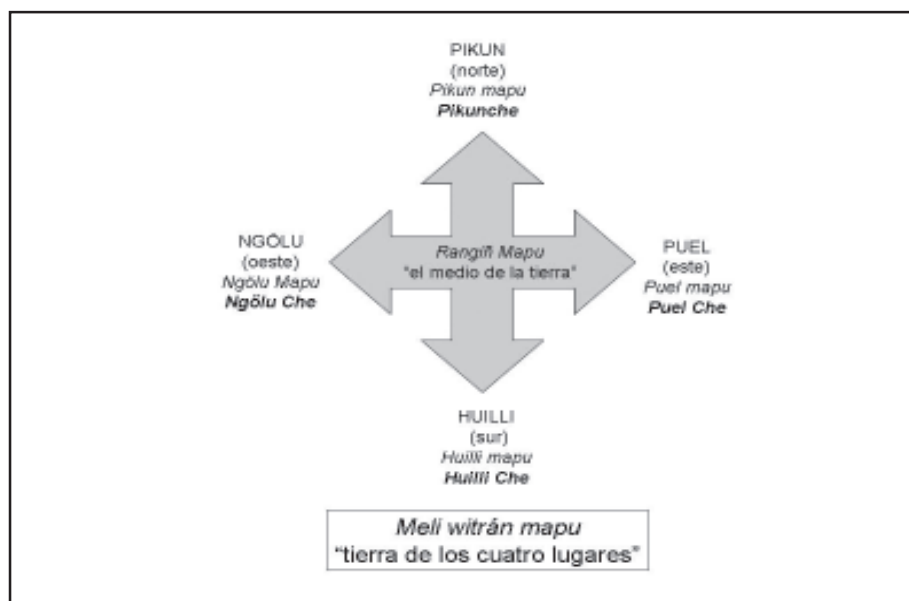 PIKUN
(norte)
Pikun mapu
Pikunche
NGÖLU
(oeste)
Ngölu Mapu
Ngölu Che
Rangiñ Mapu
“el medio de la tierra”
PUEL
(este)
Puel mapu
Puel Che
HUILLI
(sur)
Huilli mapu
Huilli Che
Meli witrán mapu
“tierra de los cuatro lugares”